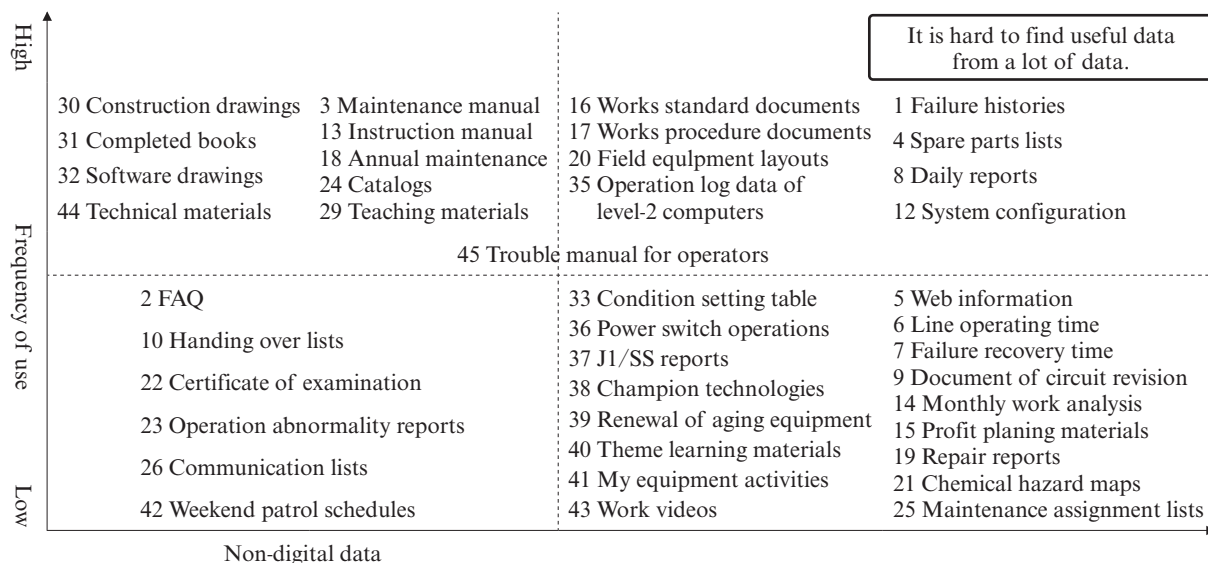 High
It is hard to find useful data
from a lot of data.
30 Construction drawings
31 Completed books
32 Software drawings
44 Technical materials
3 Maintenance manual
13 Instruction manual
18 Annual maintenance
24 Catalogs
29 Teaching materials
16 Works standard documents
17 Works procedure documents
20 Field equlpment layouts
35 Operation log data of
level-2 computers
1 Failure histories
4 Spare parts lists
8 Daily reports
12 System configuration
45 Trouble manual for operators
Frequency of use
2 FAQ
10 Handing over lists
22 Certificate of examination
23 Operation abnormality reports
26 Communication lists
42 Weekend patrol schedules
33 Condition setting table
36 Power switch operations
37 J1/SS reports
38 Champion technologies
39 Renewal of aging equipment
40 Theme learning materials
41 My equipment activities
43 Work videos
5 Web information
6 Line operating time
7 Failure recovery time
9 Document of circuit revision
14 Monthly work analysis
15 Profit planing materials
19 Repair reports
21 Chemical hazard maps
25 Maintenance assignment lists
Low
Non-digital data